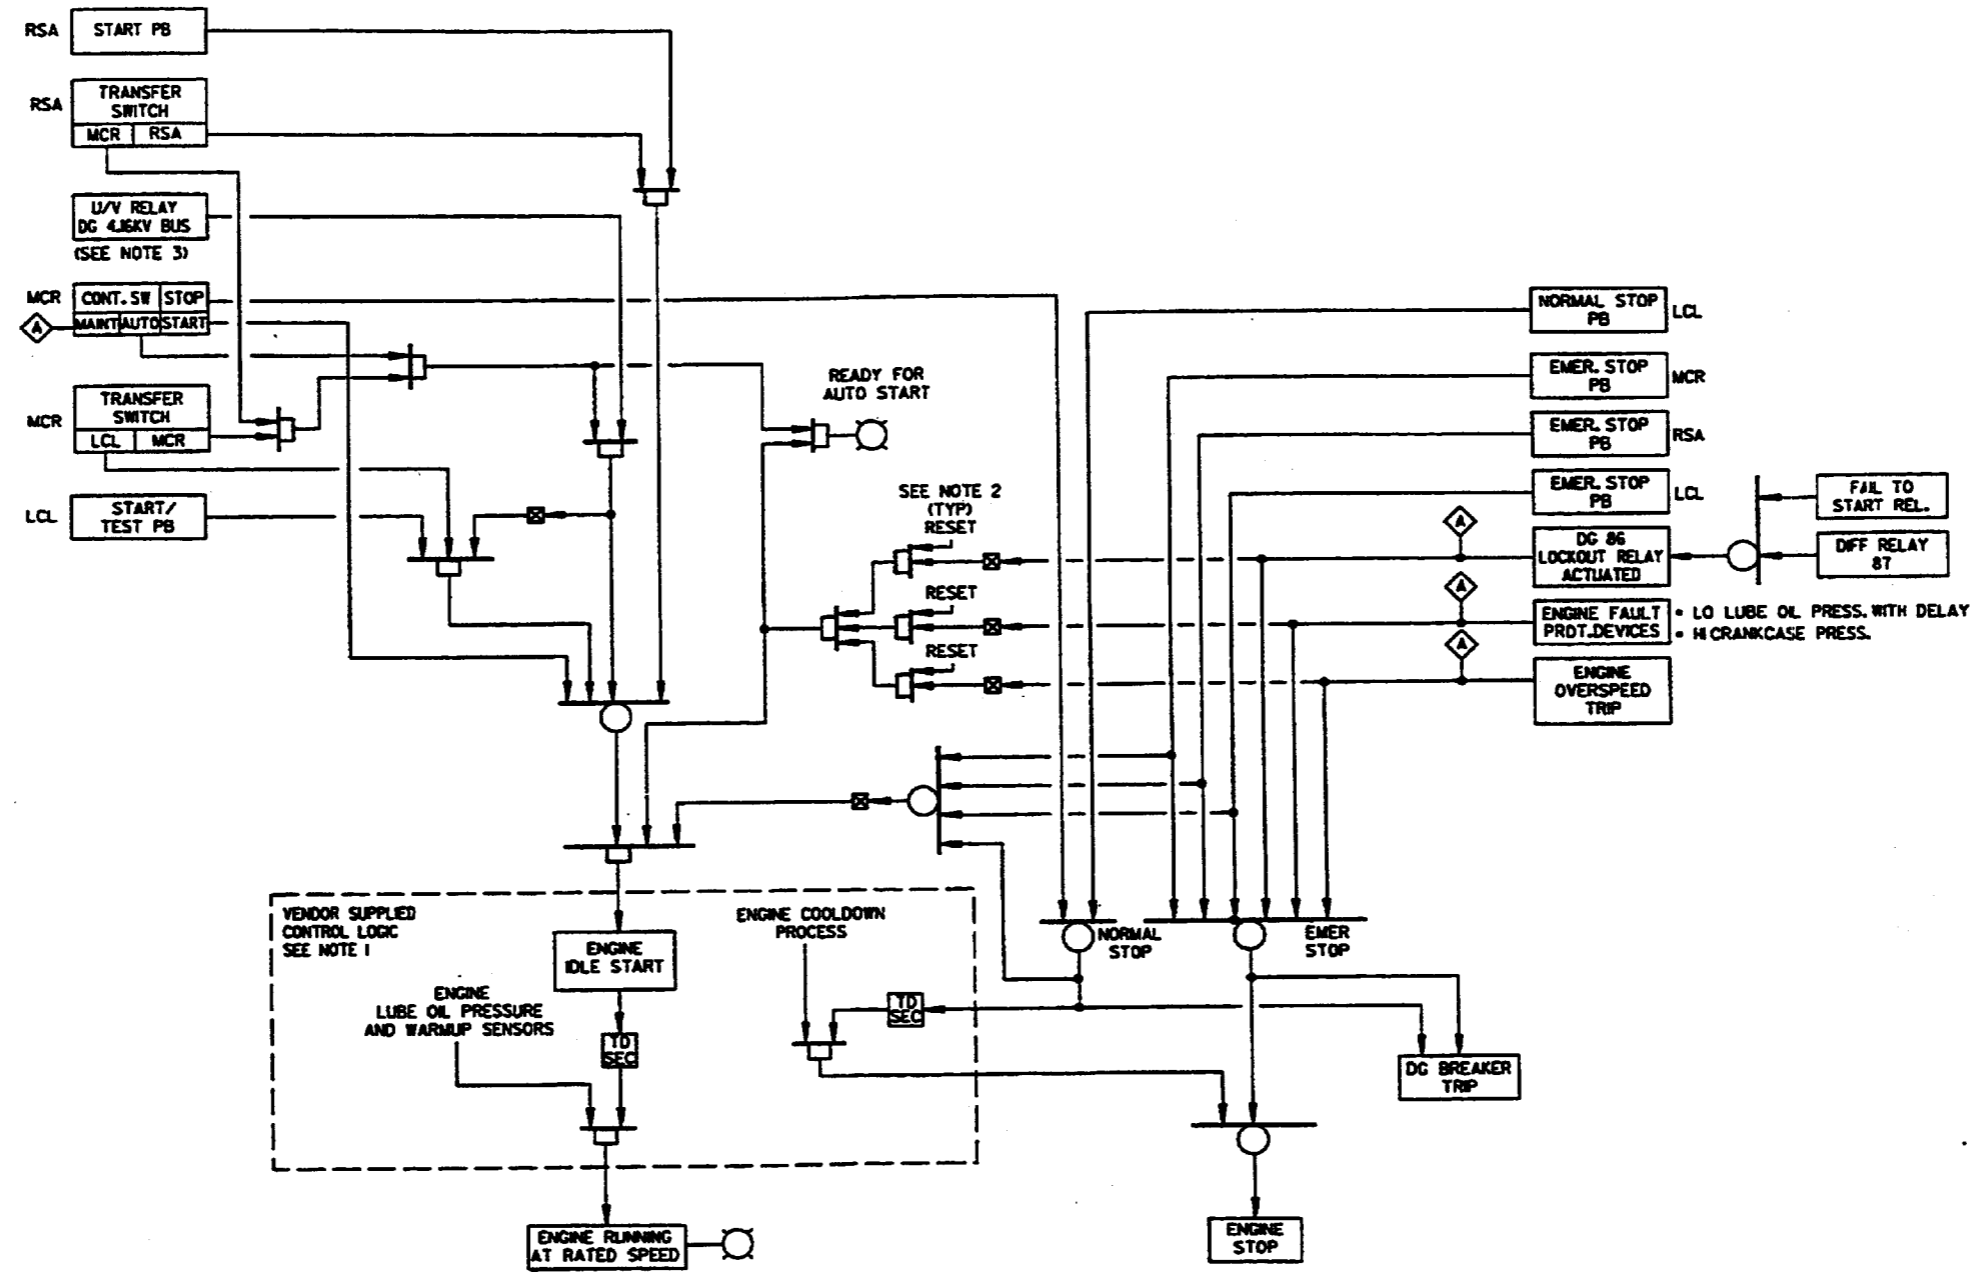 RSA
START PB
RSA
TRANSFER
SWITCH
MCR RSA
U/V RELAY
DG 4.16KV BUS
(SEE NOTE 3)
MCR
CONT. SW STOP
A
MAINT AUTO START
MCR
TRANSFER
SWITCH
LCL MCR
LCL
START/
TEST PB
READY FOR
AUTO START
SEE NOTE 2
(TYP)
RESET
RESET
RESET
NORMAL STOP
PB
LCL
EMER. STOP
PB
MCR
EMER. STOP
PB
RSA
EMER. STOP
PB
LCL
A
DG 86
LOCKOUT RELAY
ACTUATED
FAIL TO
START REL.
DIFF RELAY
87
A
ENGINE FAULT
PROT. DEVICES
• LO LUBE OIL PRESS. WITH DELAY
• HI CRANKCASE PRESS.
A
ENGINE
OVERSPEED
TRIP
VENDOR SUPPLIED
CONTROL LOGIC
SEE NOTE 1
ENGINE
IDLE START
ENGINE COOLDOWN
PROCESS
NORMAL
STOP
EMER
STOP
ENGINE
LUBE OIL PRESSURE
AND WARMUP SENSORS
TD
SEC
TD
SEC
DG BREAKER
TRIP
ENGINE RUNNING
AT RATED SPEED
ENGINE
STOP